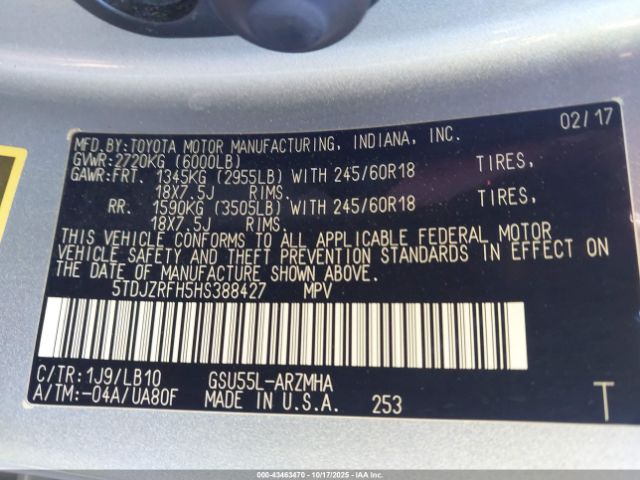 02/17
MFD.BY:TOYOTA MOTOR MANUFACTURING, INDIANA, INC.
GVWR:2720KG (6000LB)
GAWR:FRT. 1345KG (2955LB) WITH 245/60R18 TIRES,
18X7.5J RIMS.
RR. 1590KG (3505LB) WITH 245/60R18 TIRES,
18X7.5J RIMS.
THIS VEHICLE CONFORMS TO ALL APPLICABLE FEDERAL MOTOR
VEHICLE SAFETY AND THEFT PREVENTION STANDARDS IN EFFECT ON
THE DATE OF MANUFACTURE SHOWN ABOVE.
5TDJZRFH5HS388427 MPV
C/TR:1J9/LB10 GSU55L-ARZMHA
A/TM:-04A/UA80F MADE IN U.S.A. 253 T
000-43463470 | 10/17/2025 | Copyright IAA, LLC